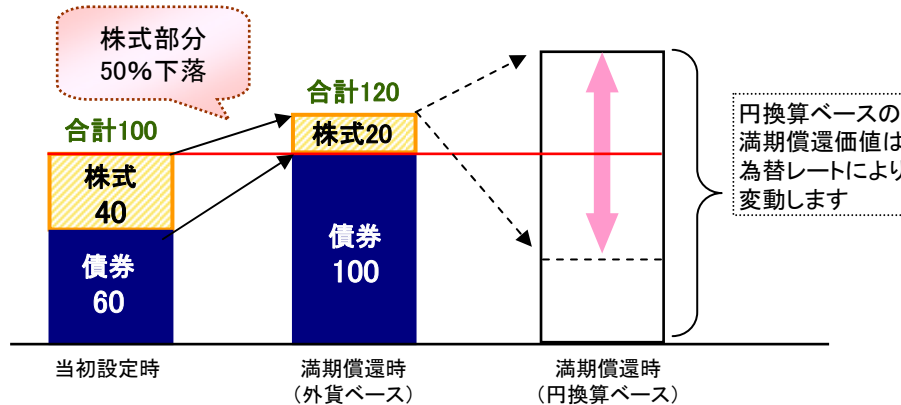 株式部分
50%下落
合計100
株式
40
債券
60
合計120
株式20
債券
100
円換算ベースの
満期償還価値は
為替レートにより
変動します
当初設定時
満期償還時
（外貨ベース）
満期償還時
（円換算ベース）